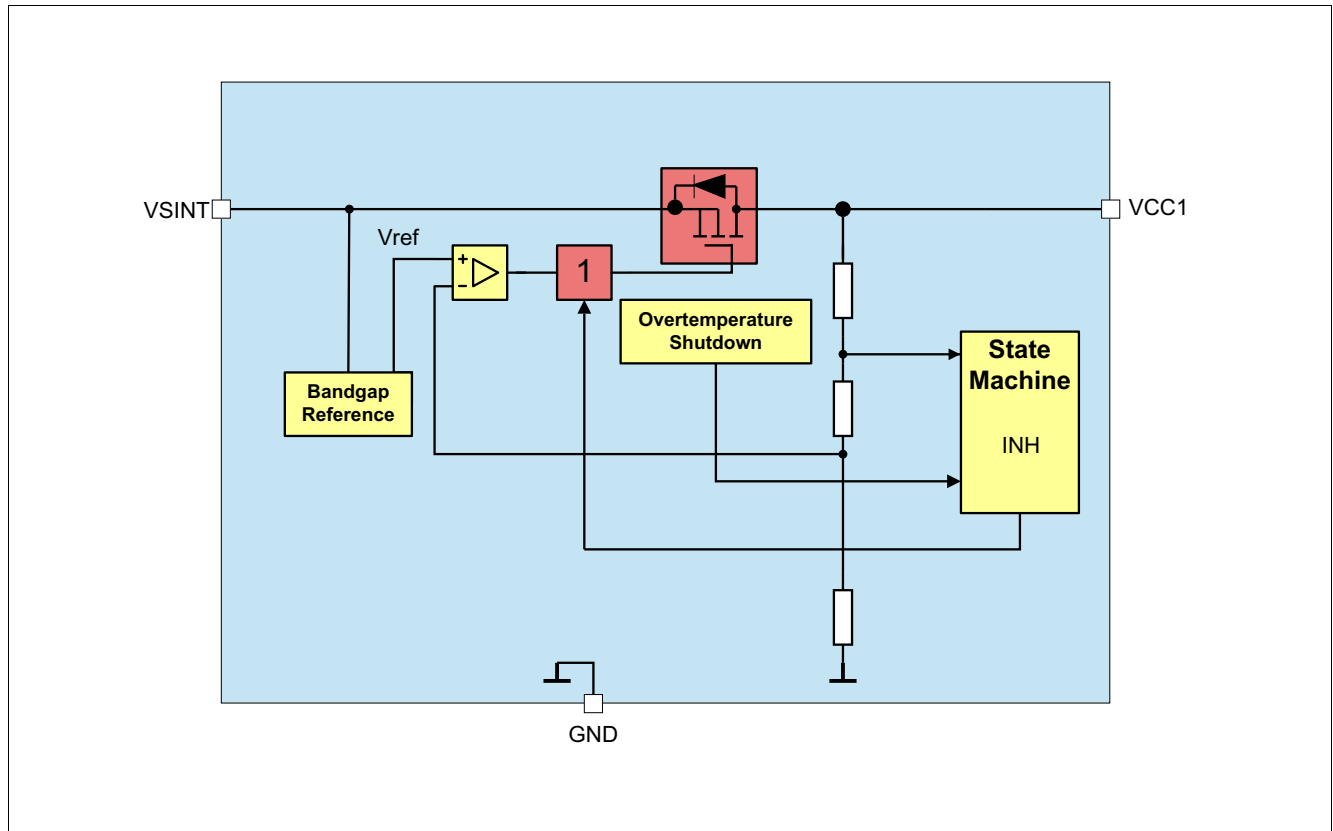 VSINT
VCC1
Vref
+
-
1
Overtemperature
Shutdown
State
Machine
INH
Bandgap
Reference
GND